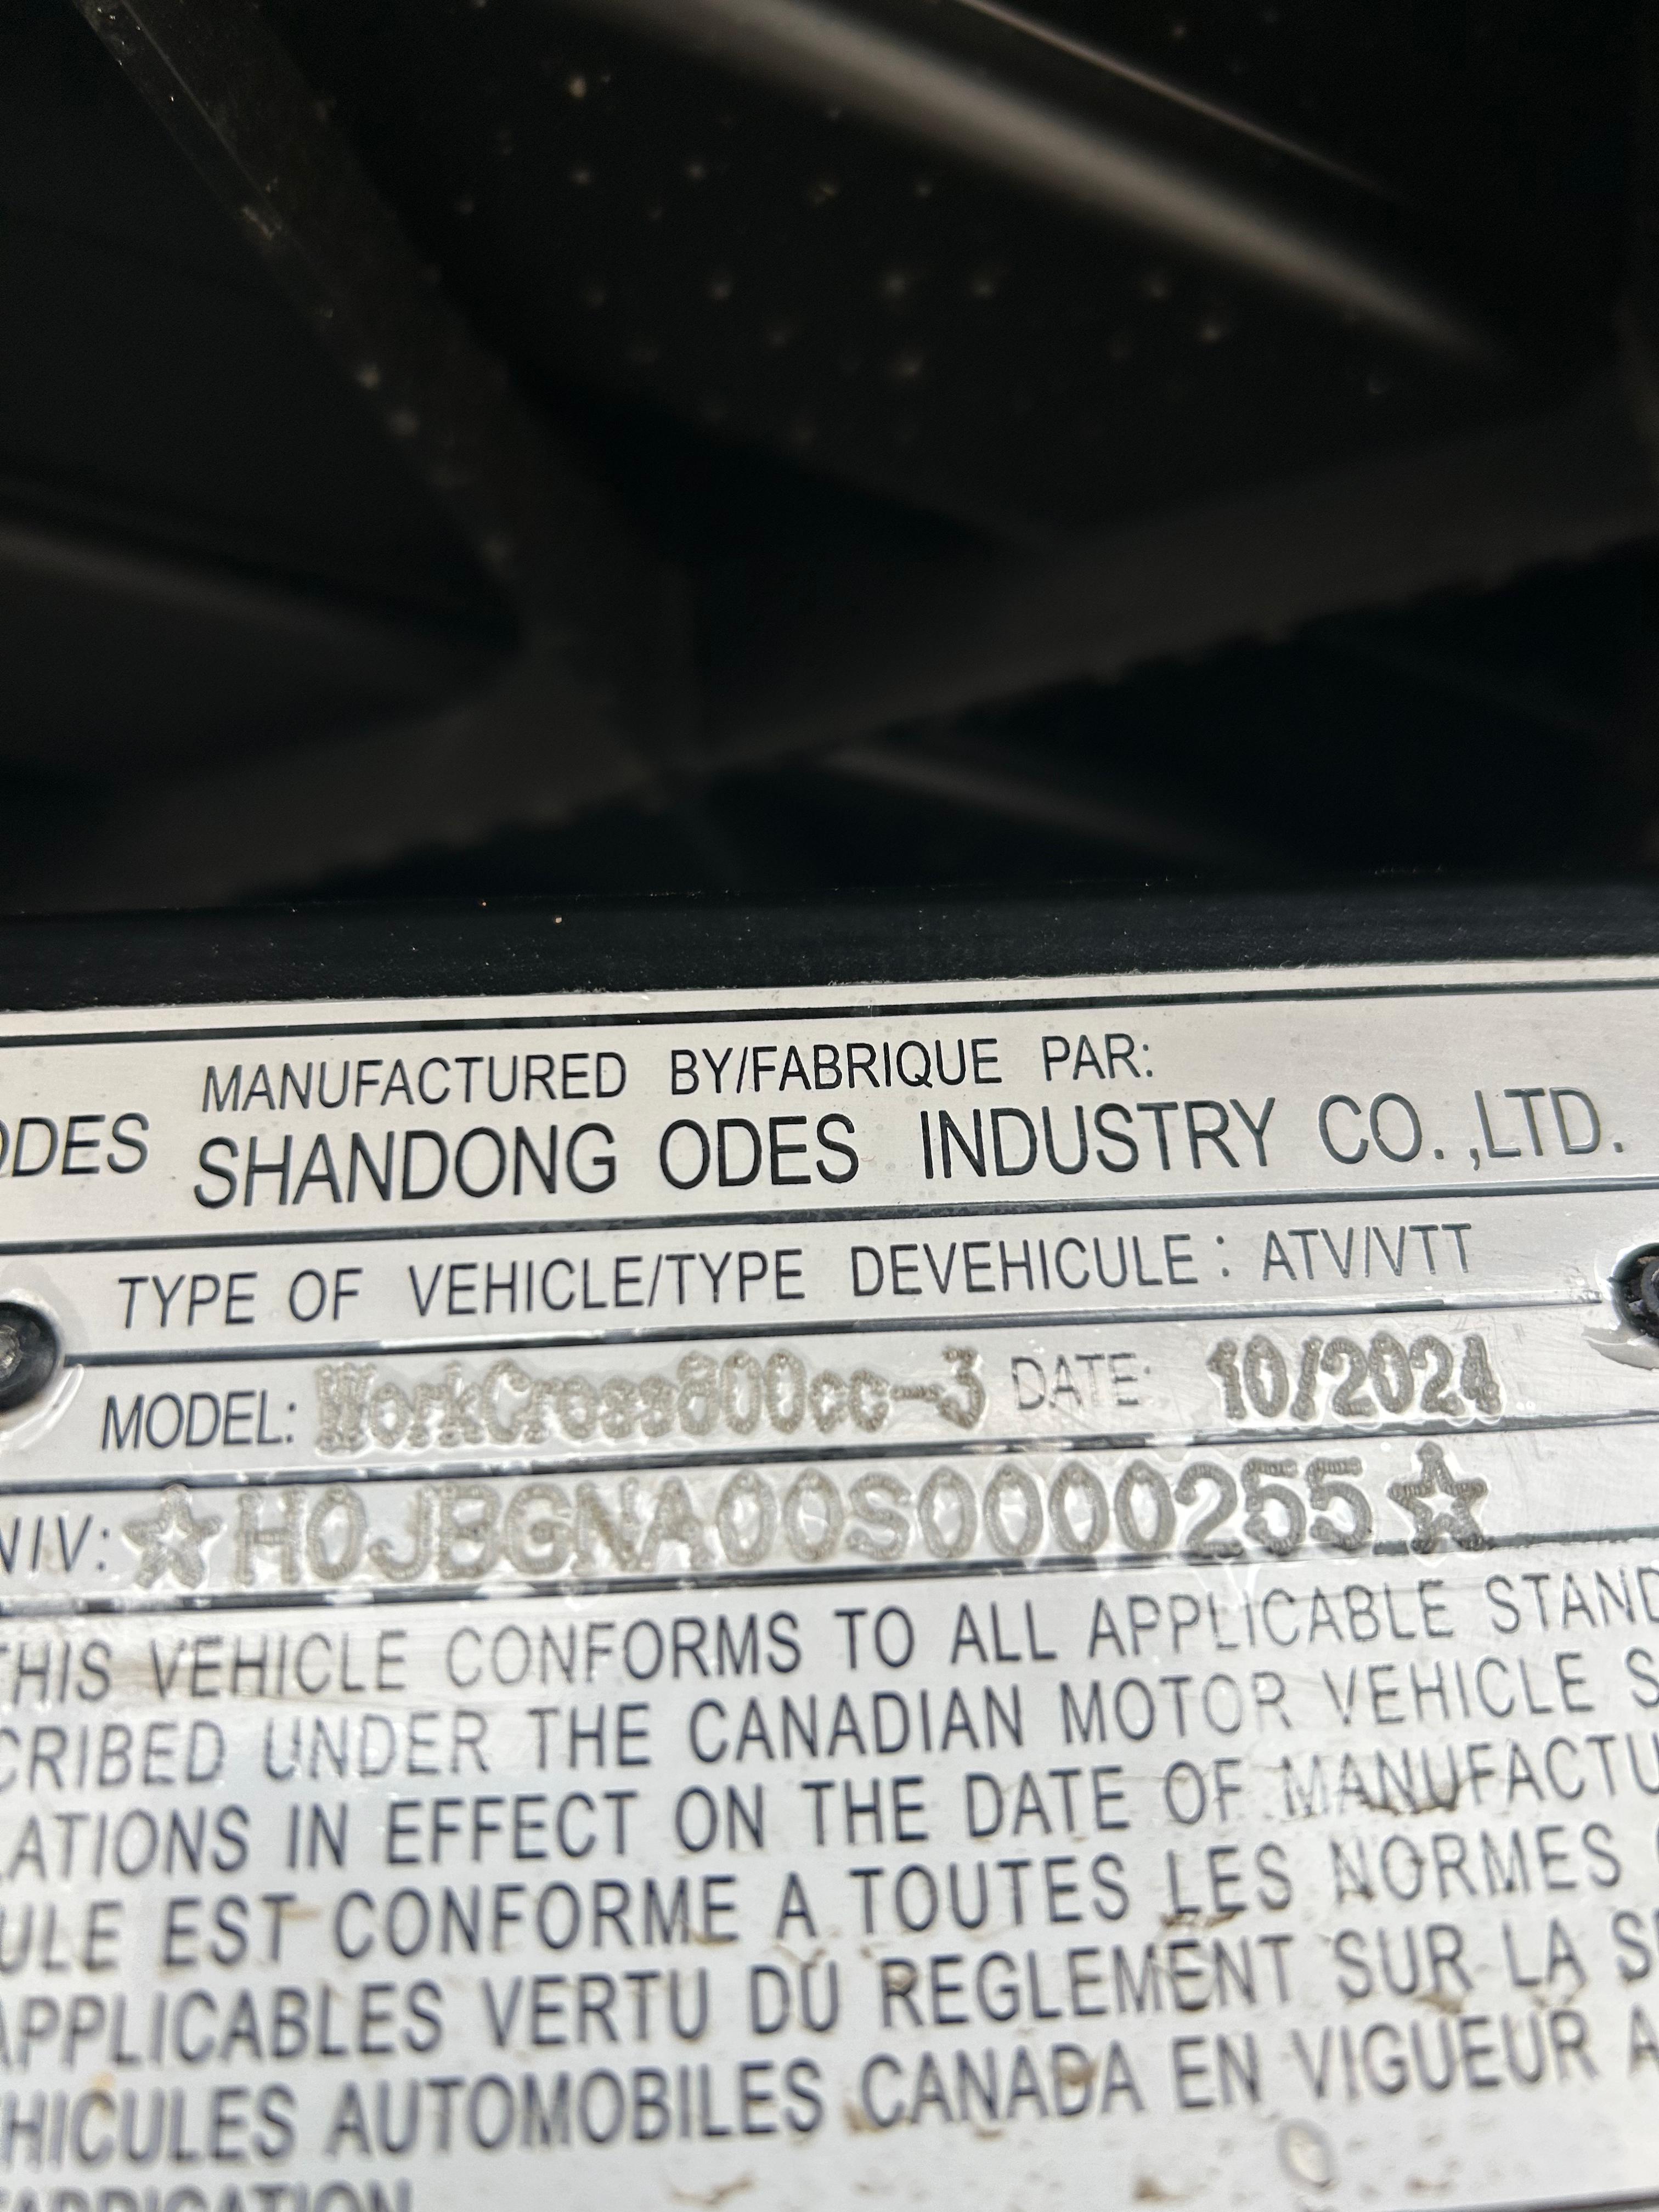 MANUFACTURED BY/FABRIQUE PAR:
ODES SHANDONG ODES INDUSTRY CO.,LTD.
TYPE OF VEHICLE/TYPE DEVEHICULE: ATV/VTT
MODEL: WorkCross800cc-3 DATE: 10/2024
NIV: ☆H0JBGNA00S0000255☆
THIS VEHICLE CONFORMS TO ALL APPLICABLE STAND
CRIBED UNDER THE CANADIAN MOTOR VEHICLE S
LATIONS IN EFFECT ON THE DATE OF MANUFACTU
ULE EST CONFORME A TOUTES LES NORMES
APPLICABLES VERTU DU REGLEMENT SUR LA S
HICULES AUTOMOBILES CANADA EN VIGUEUR A